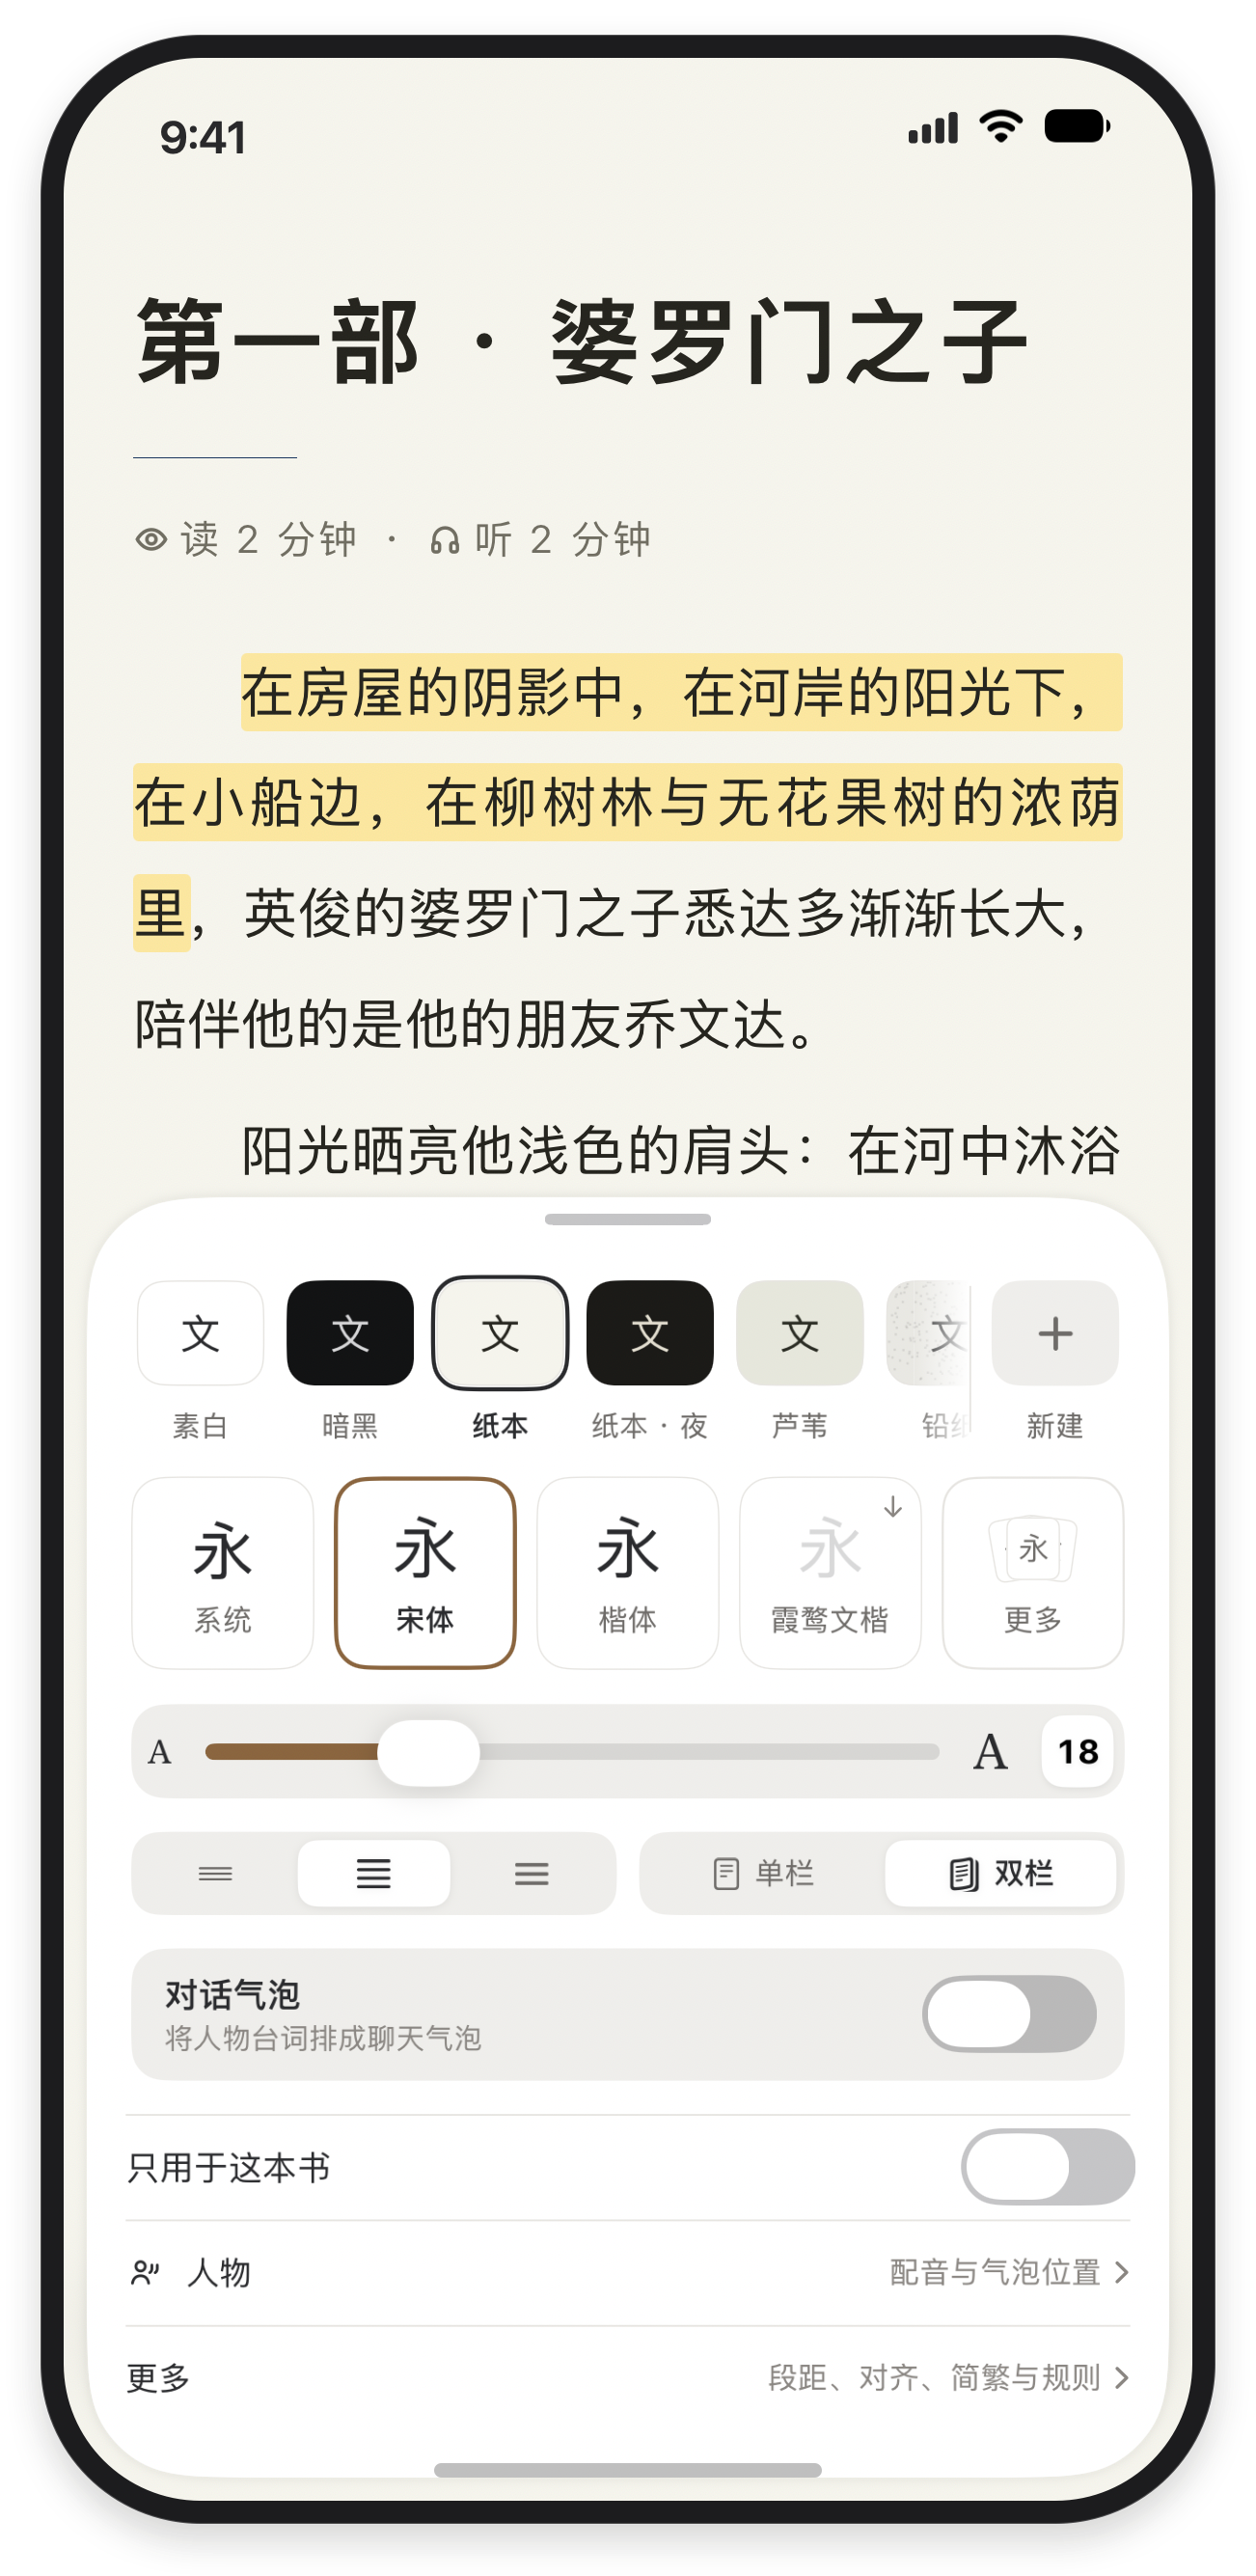 9:41
第一部 · 婆罗门之子
读 2 分钟 · 听 2 分钟
在房屋的阴影中，在河岸的阳光下，
在小船边，在柳树林与无花果树的浓荫
里，英俊的婆罗门之子悉达多渐渐长大，
陪伴他的是他的朋友乔文达。
阳光晒亮他浅色的肩头：在河中沐浴
文 文 文 文 文 文
素白 暗黑 纸本 纸本 · 夜 芦苇 铅纸 新建
永 永 永 永 永
系统 宋体 楷体 霞鹜文楷 更多
A A 18
单栏 双栏
对话气泡
将人物台词排成聊天气泡
只用于这本书
人物 配音与气泡位置
更多 段距、对齐、简繁与规则